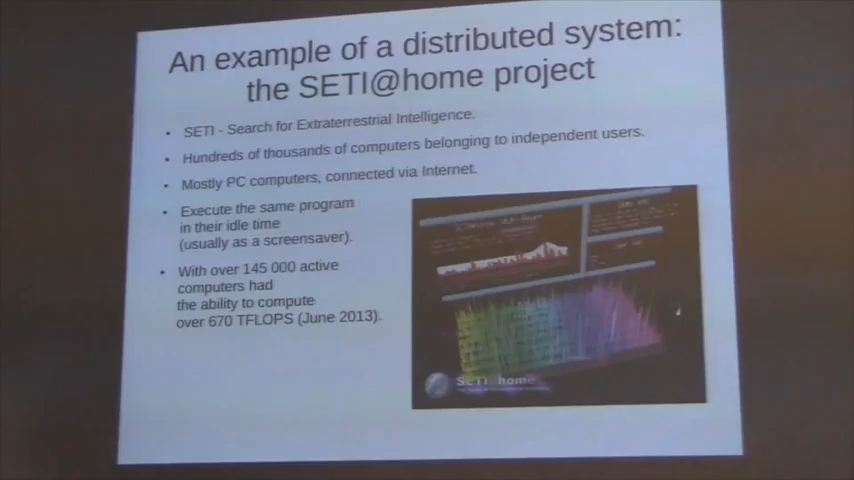 An example of a distributed system:
the SETI@home project
• SETI - Search for Extraterrestrial Intelligence.
• Hundreds of thousands of computers belonging to independent users.
• Mostly PC computers, connected via Internet.
• Execute the same program
in their idle time
(usually as a screensaver).
• With over 145 000 active
computers had
the ability to compute
over 670 TFLOPS (June 2013).
SETI home